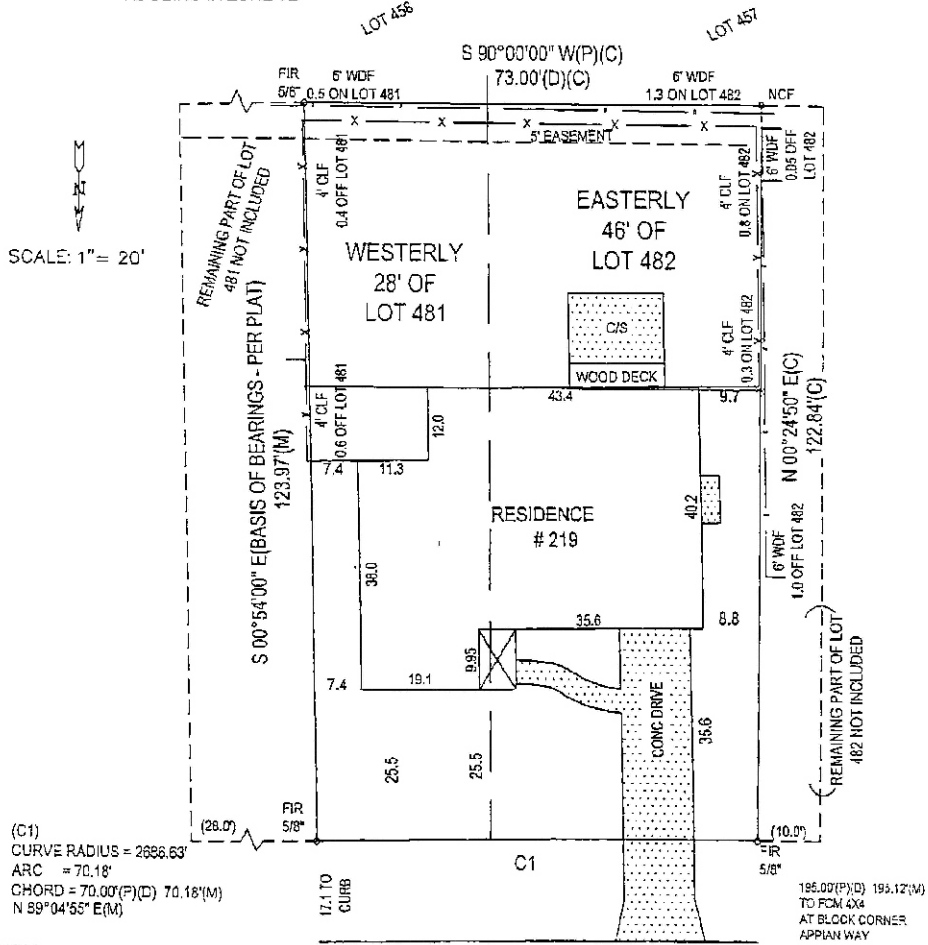 LOT 456
LOT 457
S 90°00'00" W(P)(C)
73.00'(D)(C)
FIR
5/8"
6' WDF
0.5 ON LOT 481
6' WDF
1.3 ON LOT 482
NCF
5' EASEMENT
N
SCALE: 1"= 20'
REMAINING PART OF LOT
481 NOT INCLUDED
4' CLF
0.4 OFF LOT 481
WESTERLY
28' OF
LOT 481
EASTERLY
46' OF
LOT 482
4' CLF
0.8 ON LOT 482
6' WDF
0.05 OFF
LOT 482
C/S
WOOD DECK
4' CLF
0.3 ON LOT 482
S 00°54'00" E(BASIS OF BEARINGS - PER PLAT)
123.97'(M)
4' CLF
0.6 OFF LOT 481
43.4
9.7
12.0
7.4
11.3
N 00°24'50" E(C)
122.84'(C)
RESIDENCE
# 219
40.2
38.0
6' WDF
1.0 OFF LOT 482
35.6
8.8
9.95
7.4
19.1
CONC DRIVE
35.6
REMAINING PART OF LOT
482 NOT INCLUDED
25.5
25.5
(26.0')
FIR
5/8"
(10.0')
FIR
5/8"
C1
(C1)
CURVE RADIUS = 2686.63'
ARC = 70.18'
CHORD = 70.00'(P)(D) 70.18'(M)
N 89°04'55" E(M)
17.1 TO
CURB
195.00'(P)(D) 195.12'(M)
TO FCM 4X4
AT BLOCK CORNER
APPIAN WAY